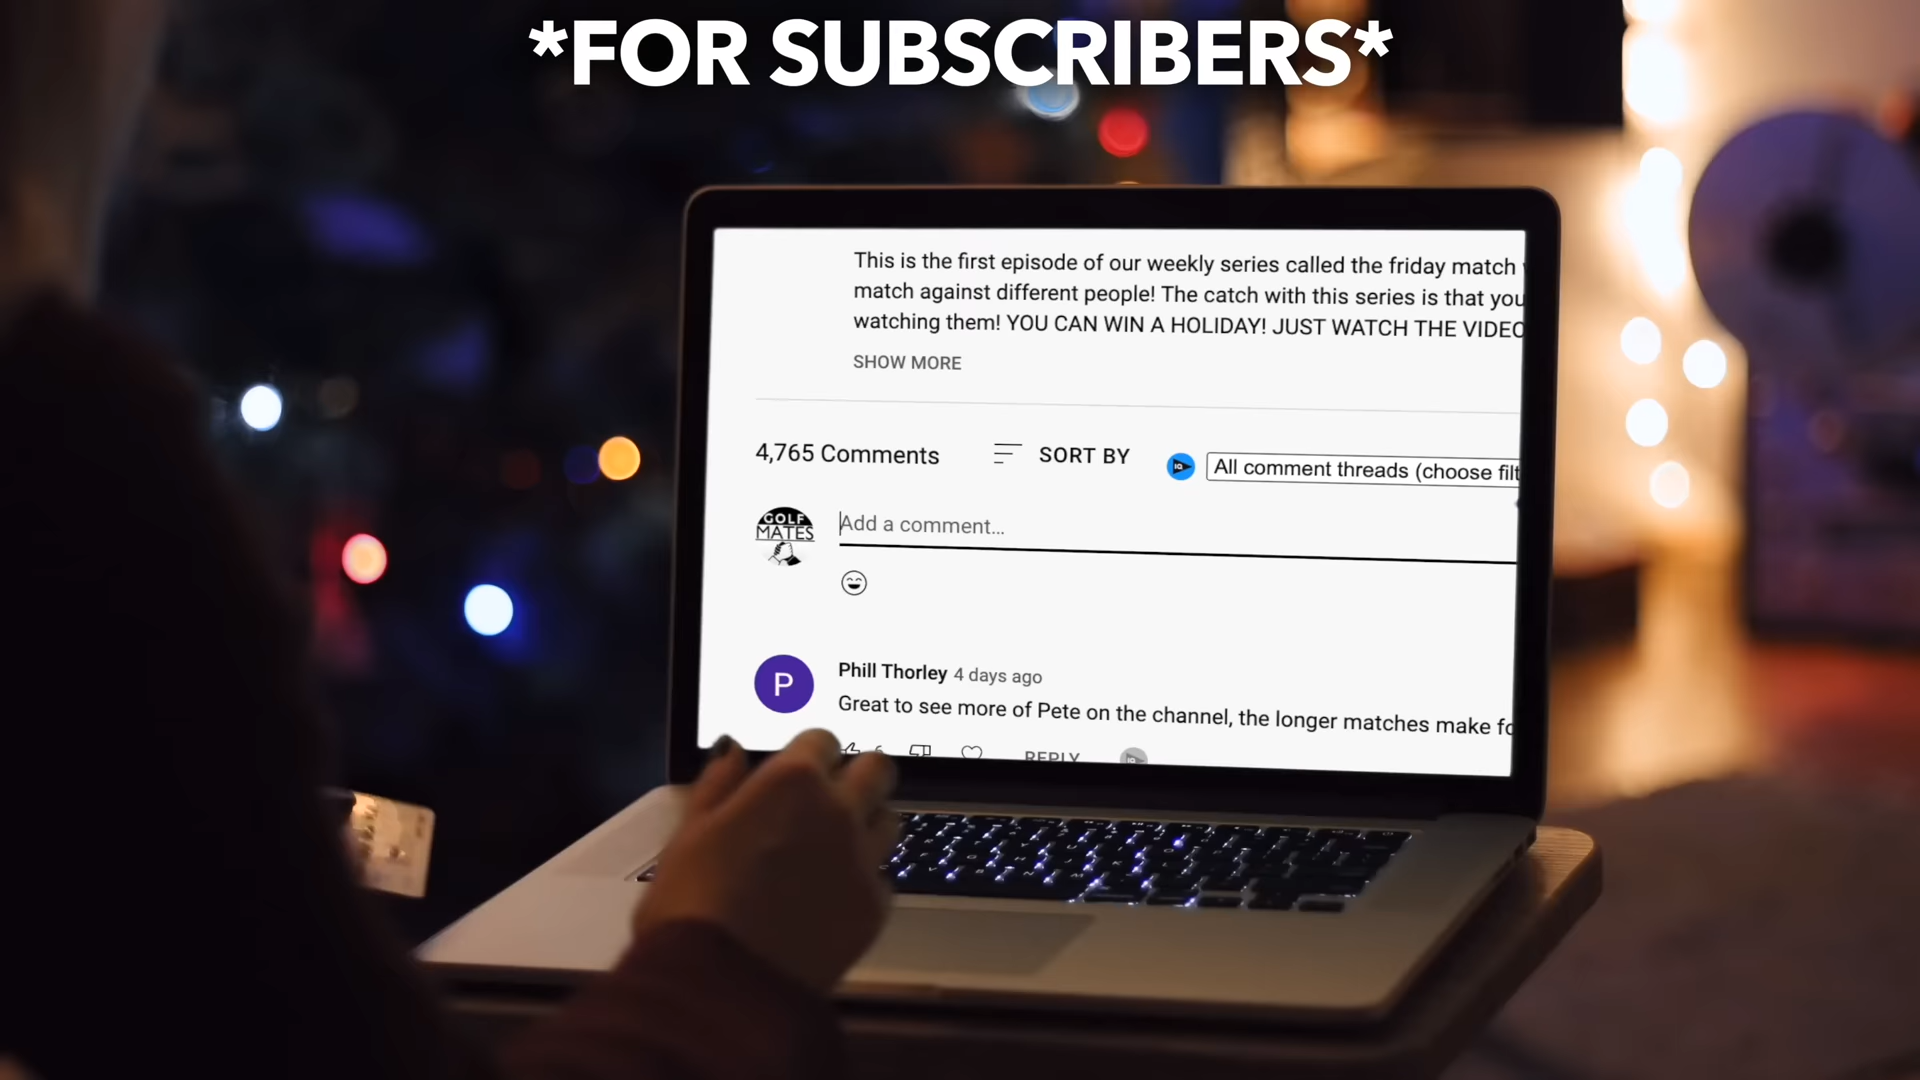 *FOR SUBSCRIBERS*
This is the first episode of our weekly series called the friday match
match against different people! The catch with this series is that you
watching them! YOU CAN WIN A HOLIDAY! JUST WATCH THE VIDEO
SHOW MORE
4,765 Comments SORT BY IQ All comment threads (choose filt
GOLF
MATES
Add a comment...
P
Phill Thorley 4 days ago
Great to see more of Pete on the channel, the longer matches make fo
6 REPLY